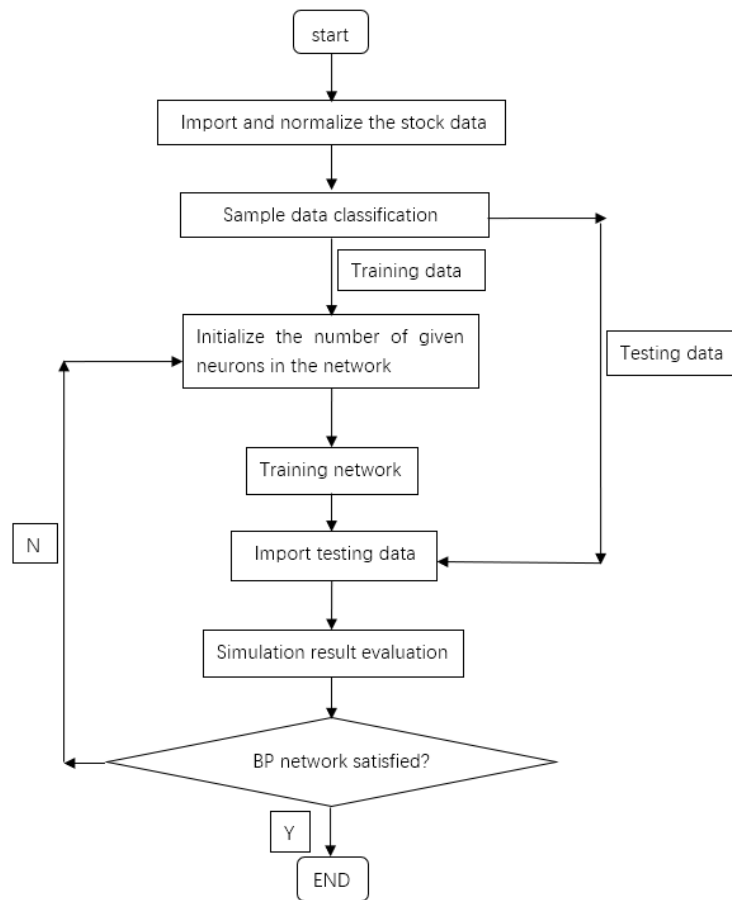 start
Import and normalize the stock data
Sample data classification
Training data
Initialize the number of given
neurons in the network
Testing data
Training network
N
Import testing data
Simulation result evaluation
BP network satisfied?
Y
END